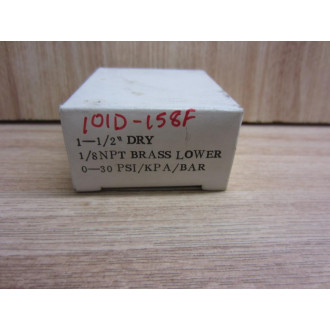 101D-158F
1—1/2" DRY
1/8NPT BRASS LOWER
0—30 PSI/KPA/BAR